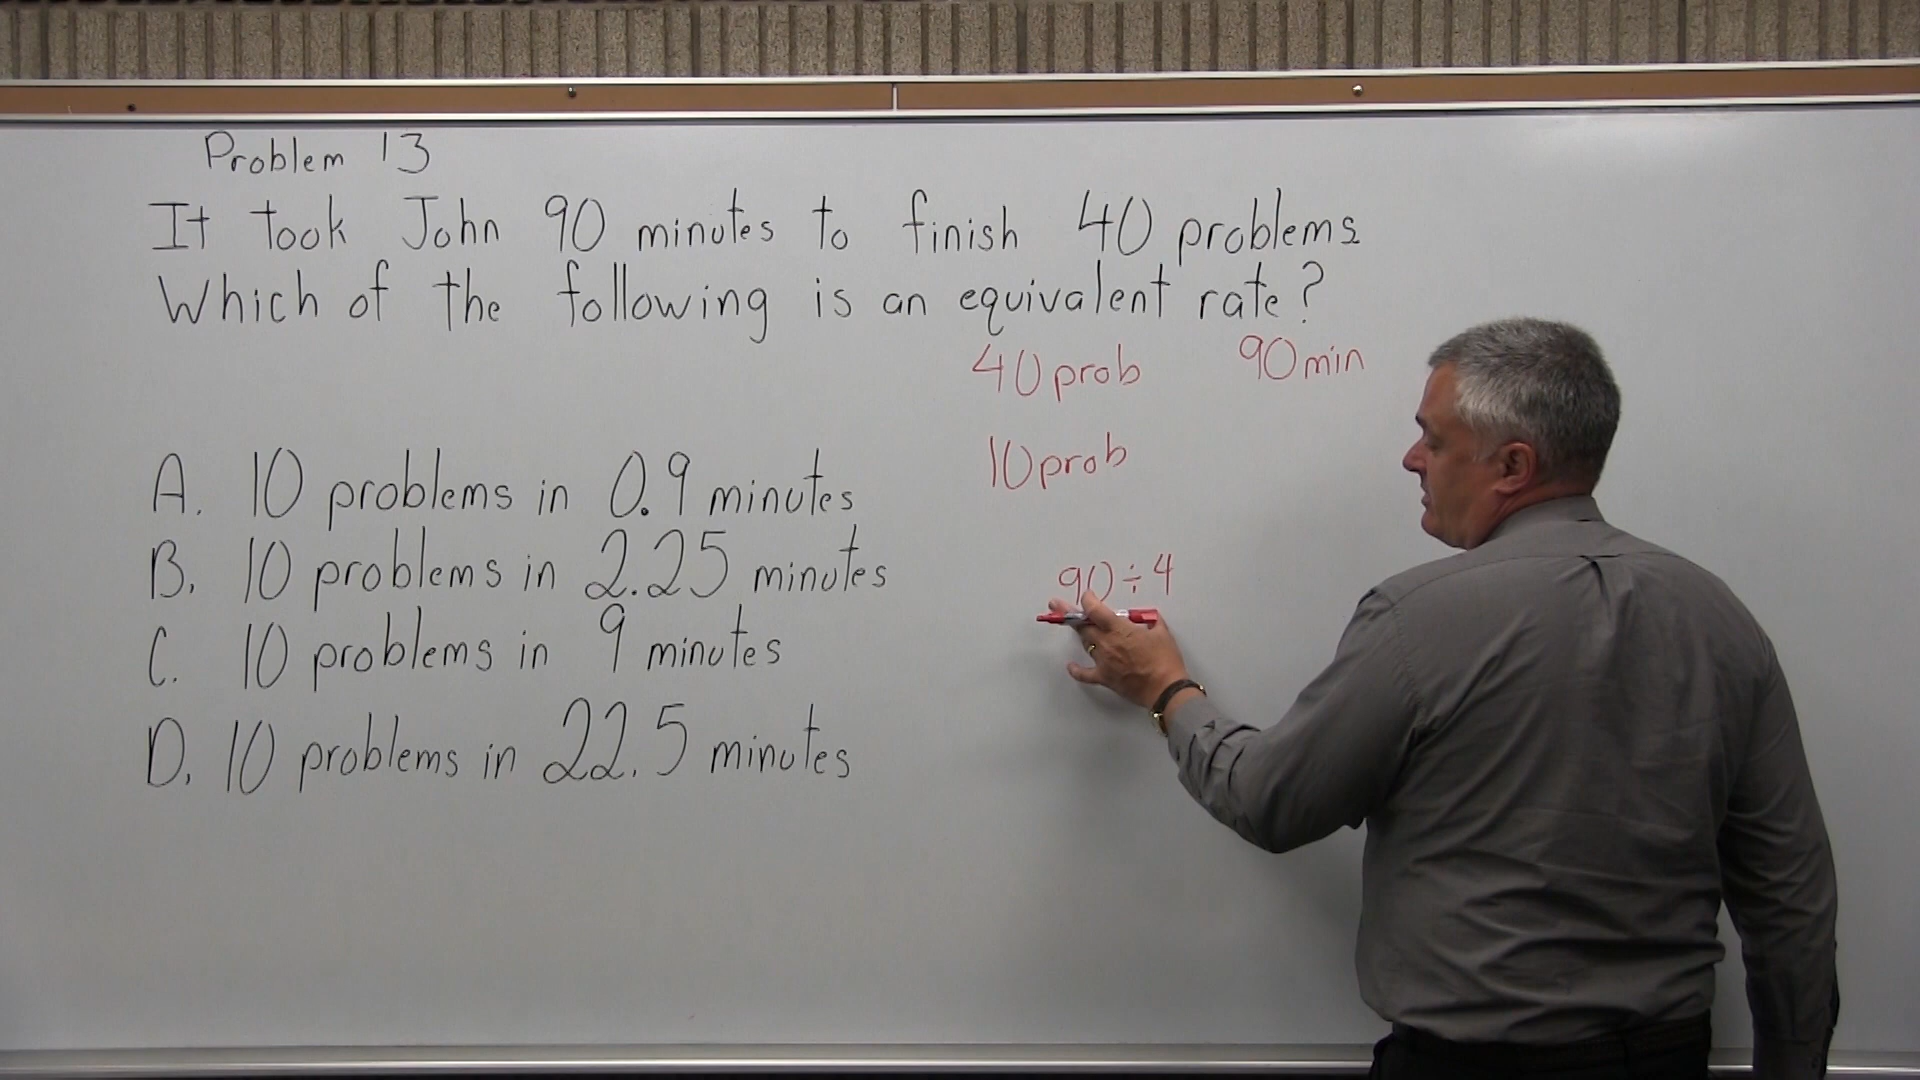 Problem 13
It took John 90 minutes to finish 40 problems.
Which of the following is an equivalent rate?
40 prob 90 min
10 prob
A. 10 problems in 0.9 minutes
B. 10 problems in 2.25 minutes
90÷4
C. 10 problems in 9 minutes
D. 10 problems in 22.5 minutes